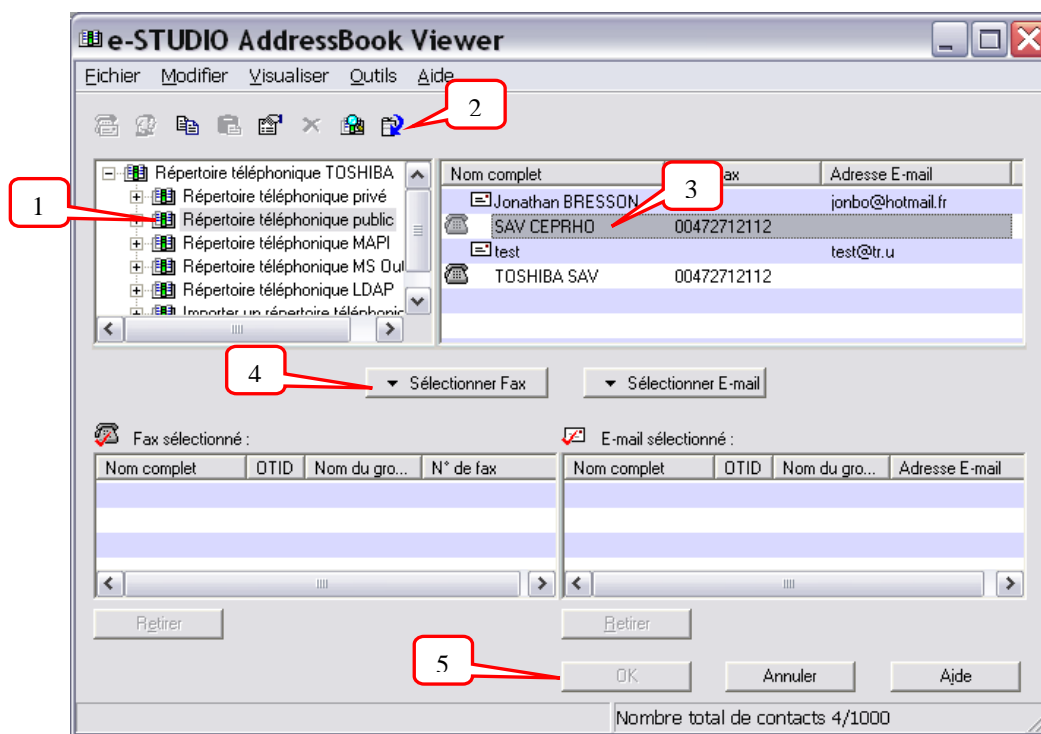 e-STUDIO AddressBook Viewer
Fichier Modifier Visualiser Outils Aide
2
Répertoire téléphonique TOSHIBA
Répertoire téléphonique privé
Répertoire téléphonique public
Répertoire téléphonique MAPI
Répertoire téléphonique MS Ou
Répertoire téléphonique LDAP
Importer un répertoire téléphonic
1
Nom complet ax Adresse E-mail
3
Jonathan BRESSON jonbo@hotmail.fr
SAV CEPRHO 00472712112
test test@tr.u
TOSHIBA SAV 00472712112
4
Sélectionner Fax Sélectionner E-mail
Fax sélectionné : E-mail sélectionné :
Nom complet OTID Nom du gro... N° de fax Nom complet OTID Nom du gro... Adresse E-mail
Retirer Retirer
5
OK Annuler Aide
Nombre total de contacts 4/1000